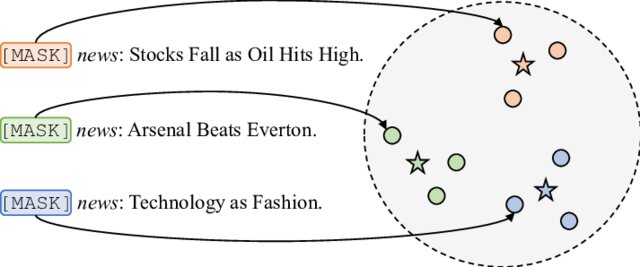 [MASK] news: Stocks Fall as Oil Hits High.
[MASK] news: Arsenal Beats Everton.
[MASK] news: Technology as Fashion.